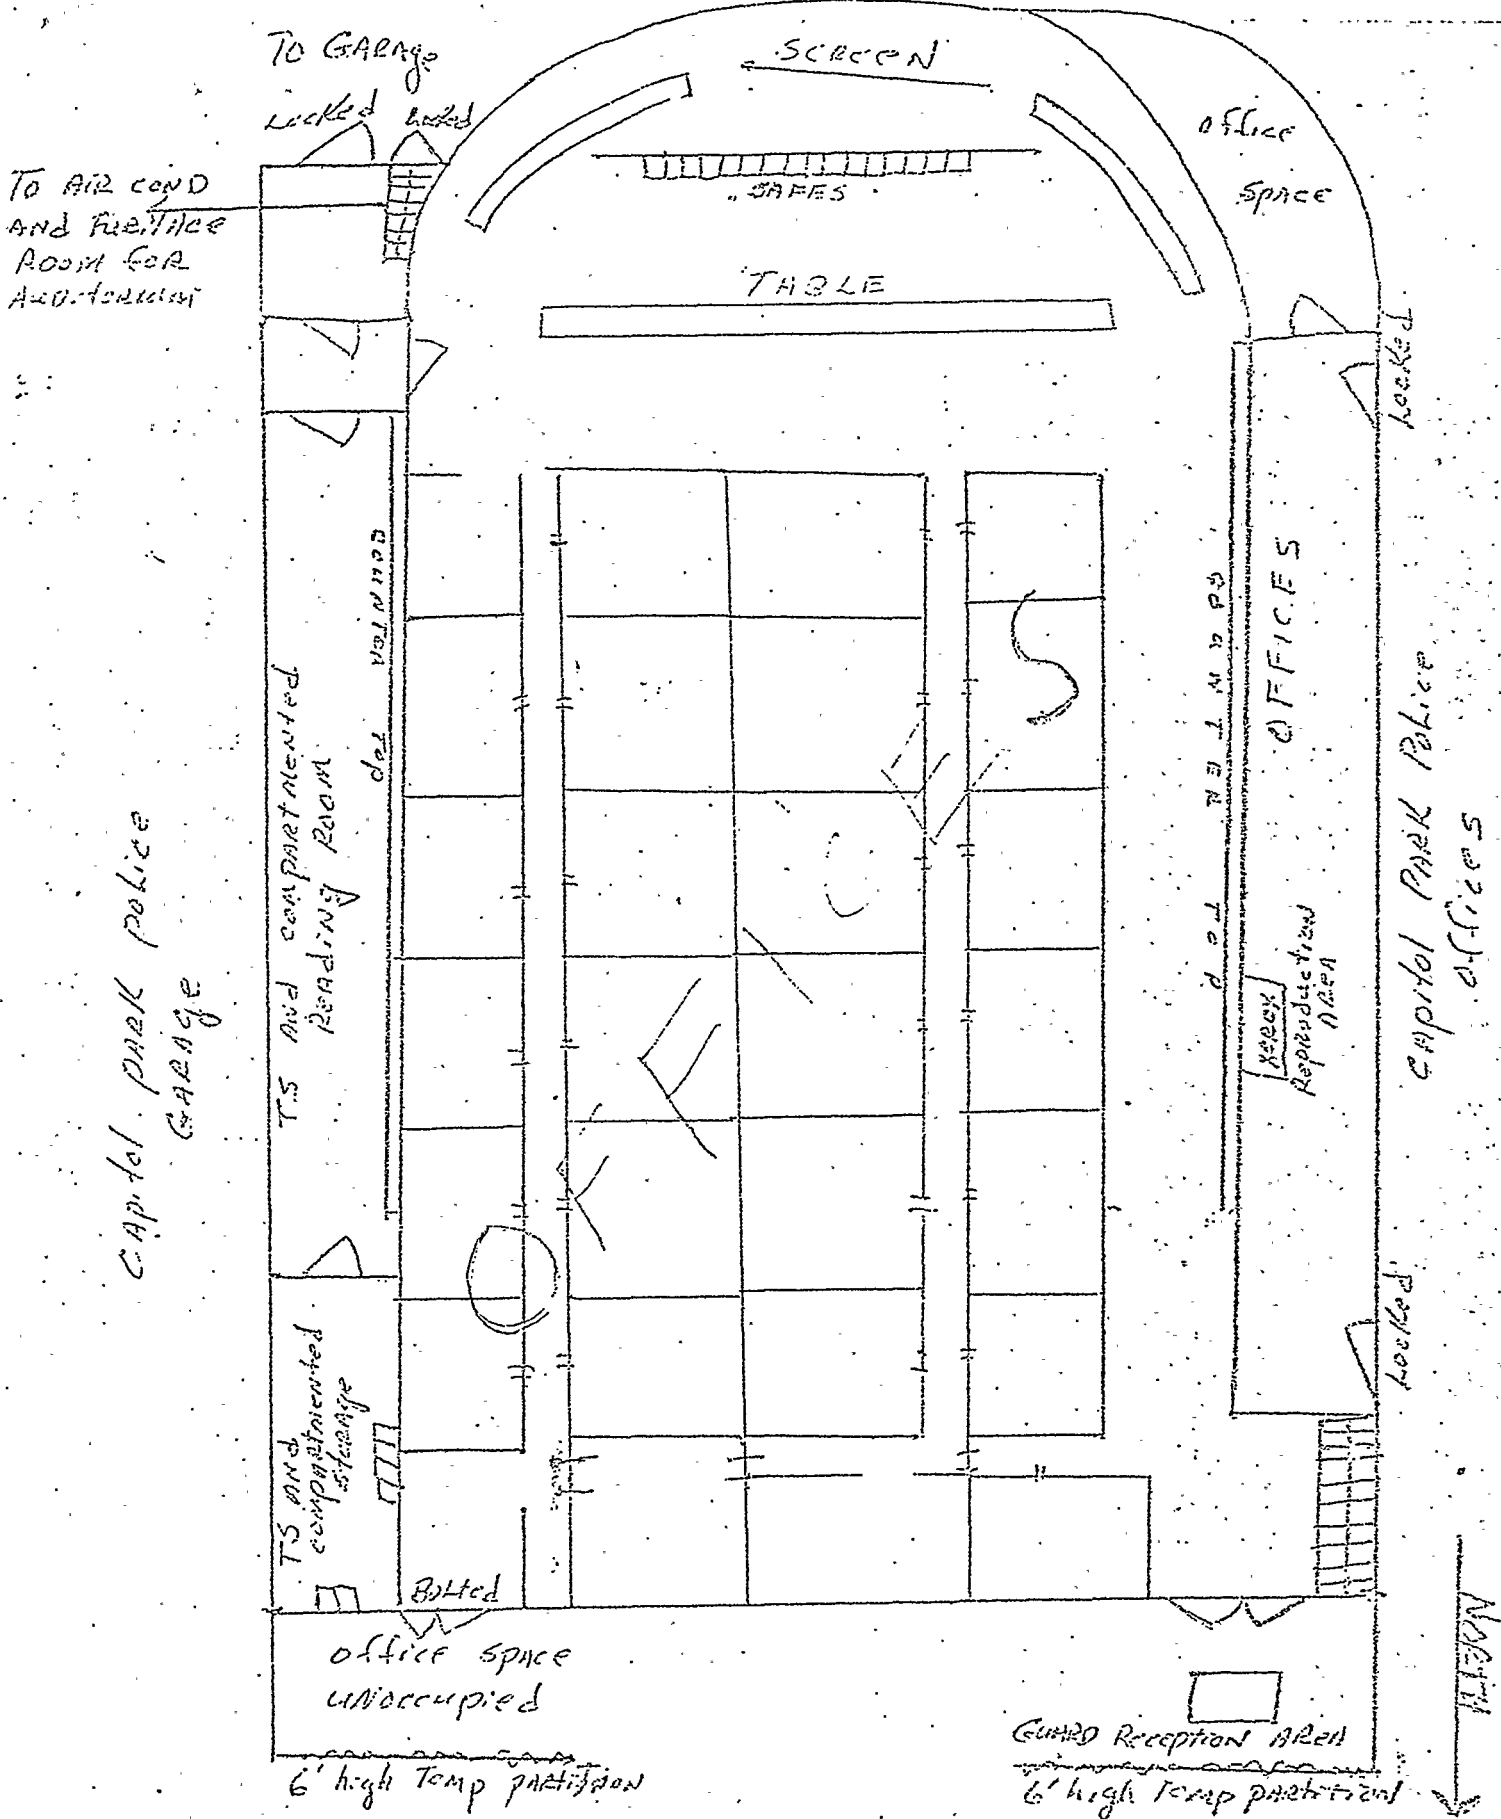 TO GARAGE
SCREEN
Locked
Locked
office
space
TO AIR COND
AND FURNACE
ROOM FOR
AUDITORIUM
SAFES
TABLE
Locked
COUNTER TOP
COUNTER TOP
OFFICES
T.S AND COMPARTMENTED
READING ROOM
CAPitol PARK POLice
GARAGE
CAPitol PARK Police
offices
XEROX
Reproduction
AREA
OFFICES
Locked
TS AND
COMPARTMENTED
STORAGE
Bolted
office space
UNOCCUPIED
NORTH
GUARD Reception AREA
6' high Temp partition
6' high Temp partition